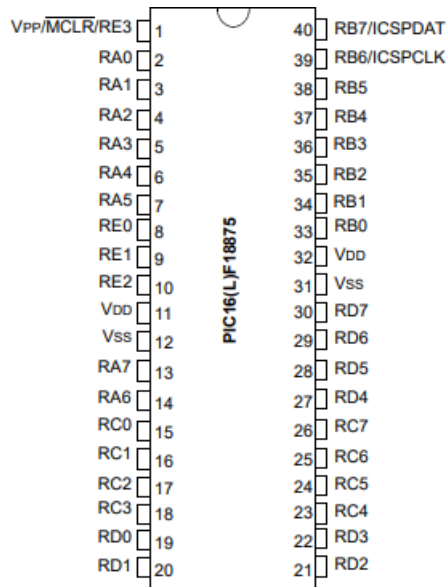 VPP/MCLR/RE3 1 40 RB7/ICSPDAT
RA0 2 39 RB6/ICSPCLK
RA1 3 38 RB5
RA2 4 37 RB4
RA3 5 36 RB3
RA4 6 35 RB2
RA5 7 34 RB1
RE0 8 33 RB0
RE1 9 32 VDD
RE2 10 31 VSS
VDD 11 30 RD7
VSS 12 29 RD6
RA7 13 28 RD5
RA6 14 27 RD4
RC0 15 26 RC7
RC1 16 25 RC6
RC2 17 24 RC5
RC3 18 23 RC4
RD0 19 22 RD3
RD1 20 21 RD2
PIC16(L)F18875